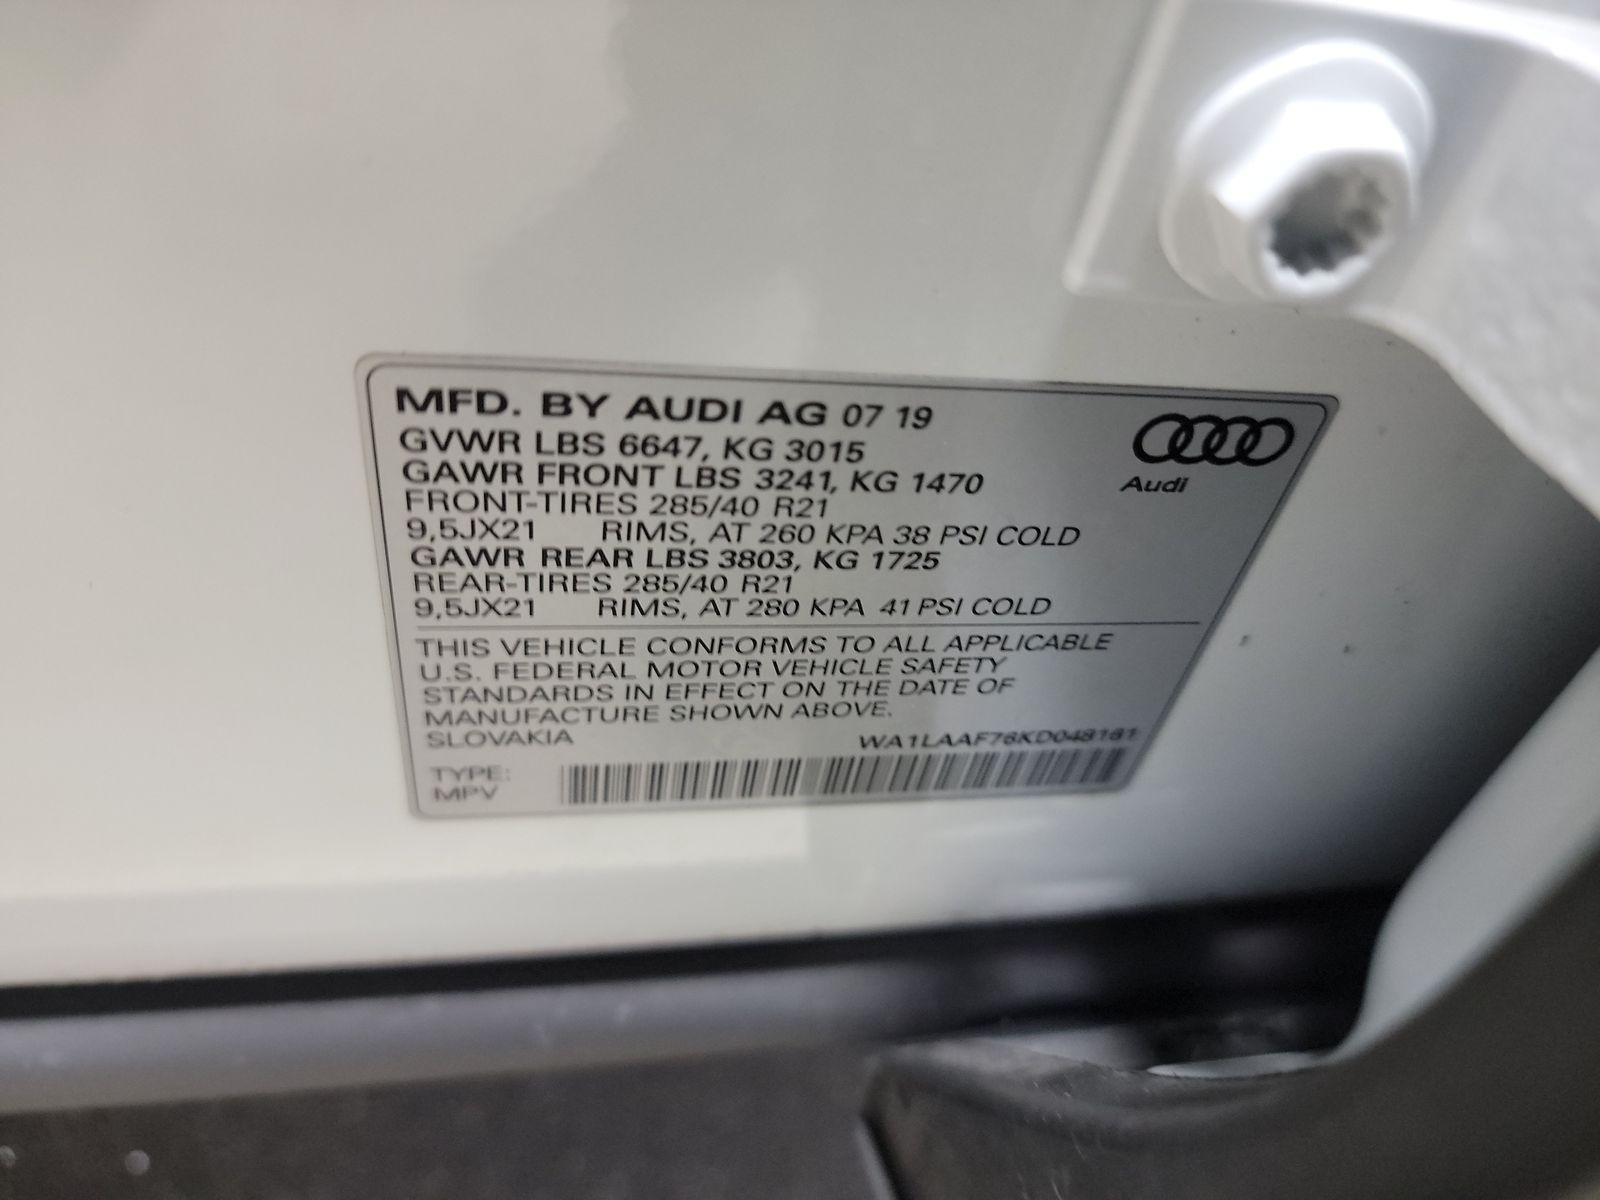 MFD. BY AUDI AG 07 19
GVWR LBS 6647, KG 3015
GAWR FRONT LBS 3241, KG 1470
Audi
FRONT-TIRES 285/40 R21
9,5JX21 RIMS, AT 260 KPA 38 PSI COLD
GAWR REAR LBS 3803, KG 1725
REAR-TIRES 285/40 R21
9,5JX21 RIMS, AT 280 KPA 41 PSI COLD
THIS VEHICLE CONFORMS TO ALL APPLICABLE
U.S. FEDERAL MOTOR VEHICLE SAFETY
STANDARDS IN EFFECT ON THE DATE OF
MANUFACTURE SHOWN ABOVE.
SLOVAKIA WA1LAAF76KD048161
TYPE:
MPV